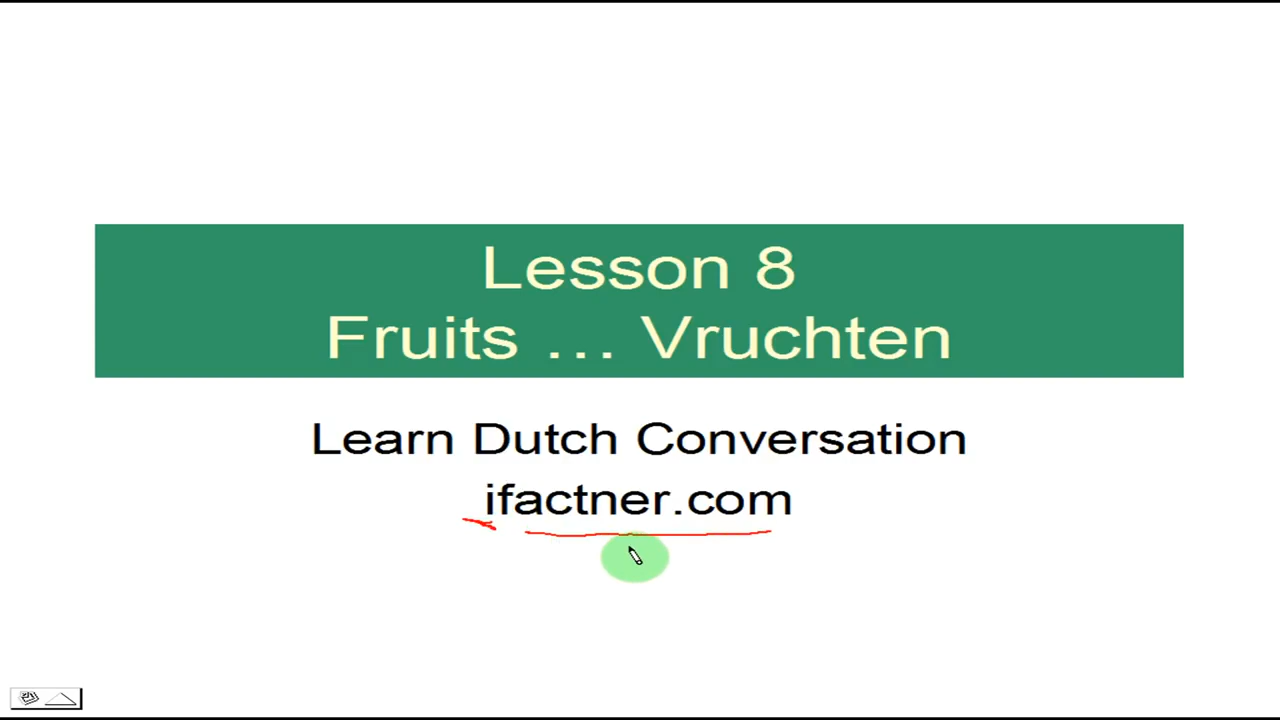 Lesson 8
Fruits … Vruchten
Learn Dutch Conversation
ifactner.com